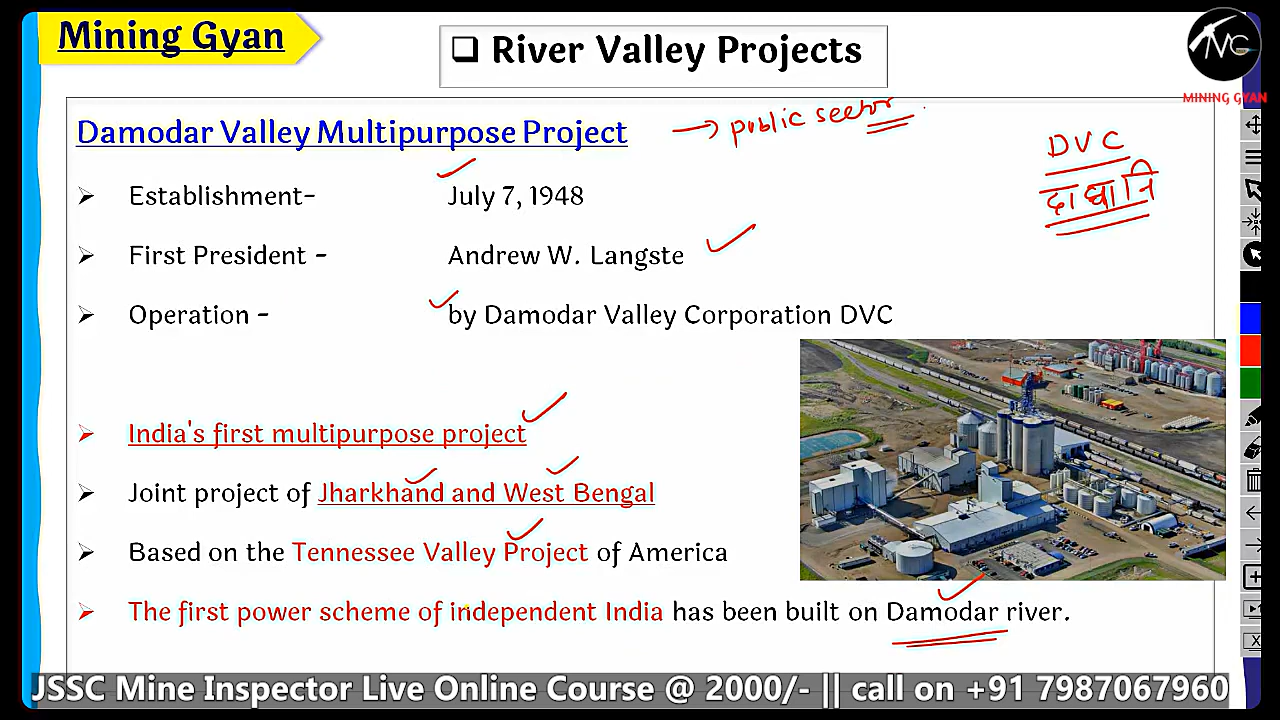 Mining Gyan
❑ River Valley Projects
MVG
MINING GYAN
Damodar Valley Multipurpose Project → public sector
DVC
दाघानि
➢ Establishment- July 7, 1948
➢ First President - Andrew W. Langste
➢ Operation - by Damodar Valley Corporation DVC
➢ India's first multipurpose project
➢ Joint project of Jharkhand and West Bengal
➢ Based on the Tennessee Valley Project of America
➢ The first power scheme of independent India has been built on Damodar river.
JSSC Mine Inspector Live Online Course @ 2000/- || call on +91 7987067960